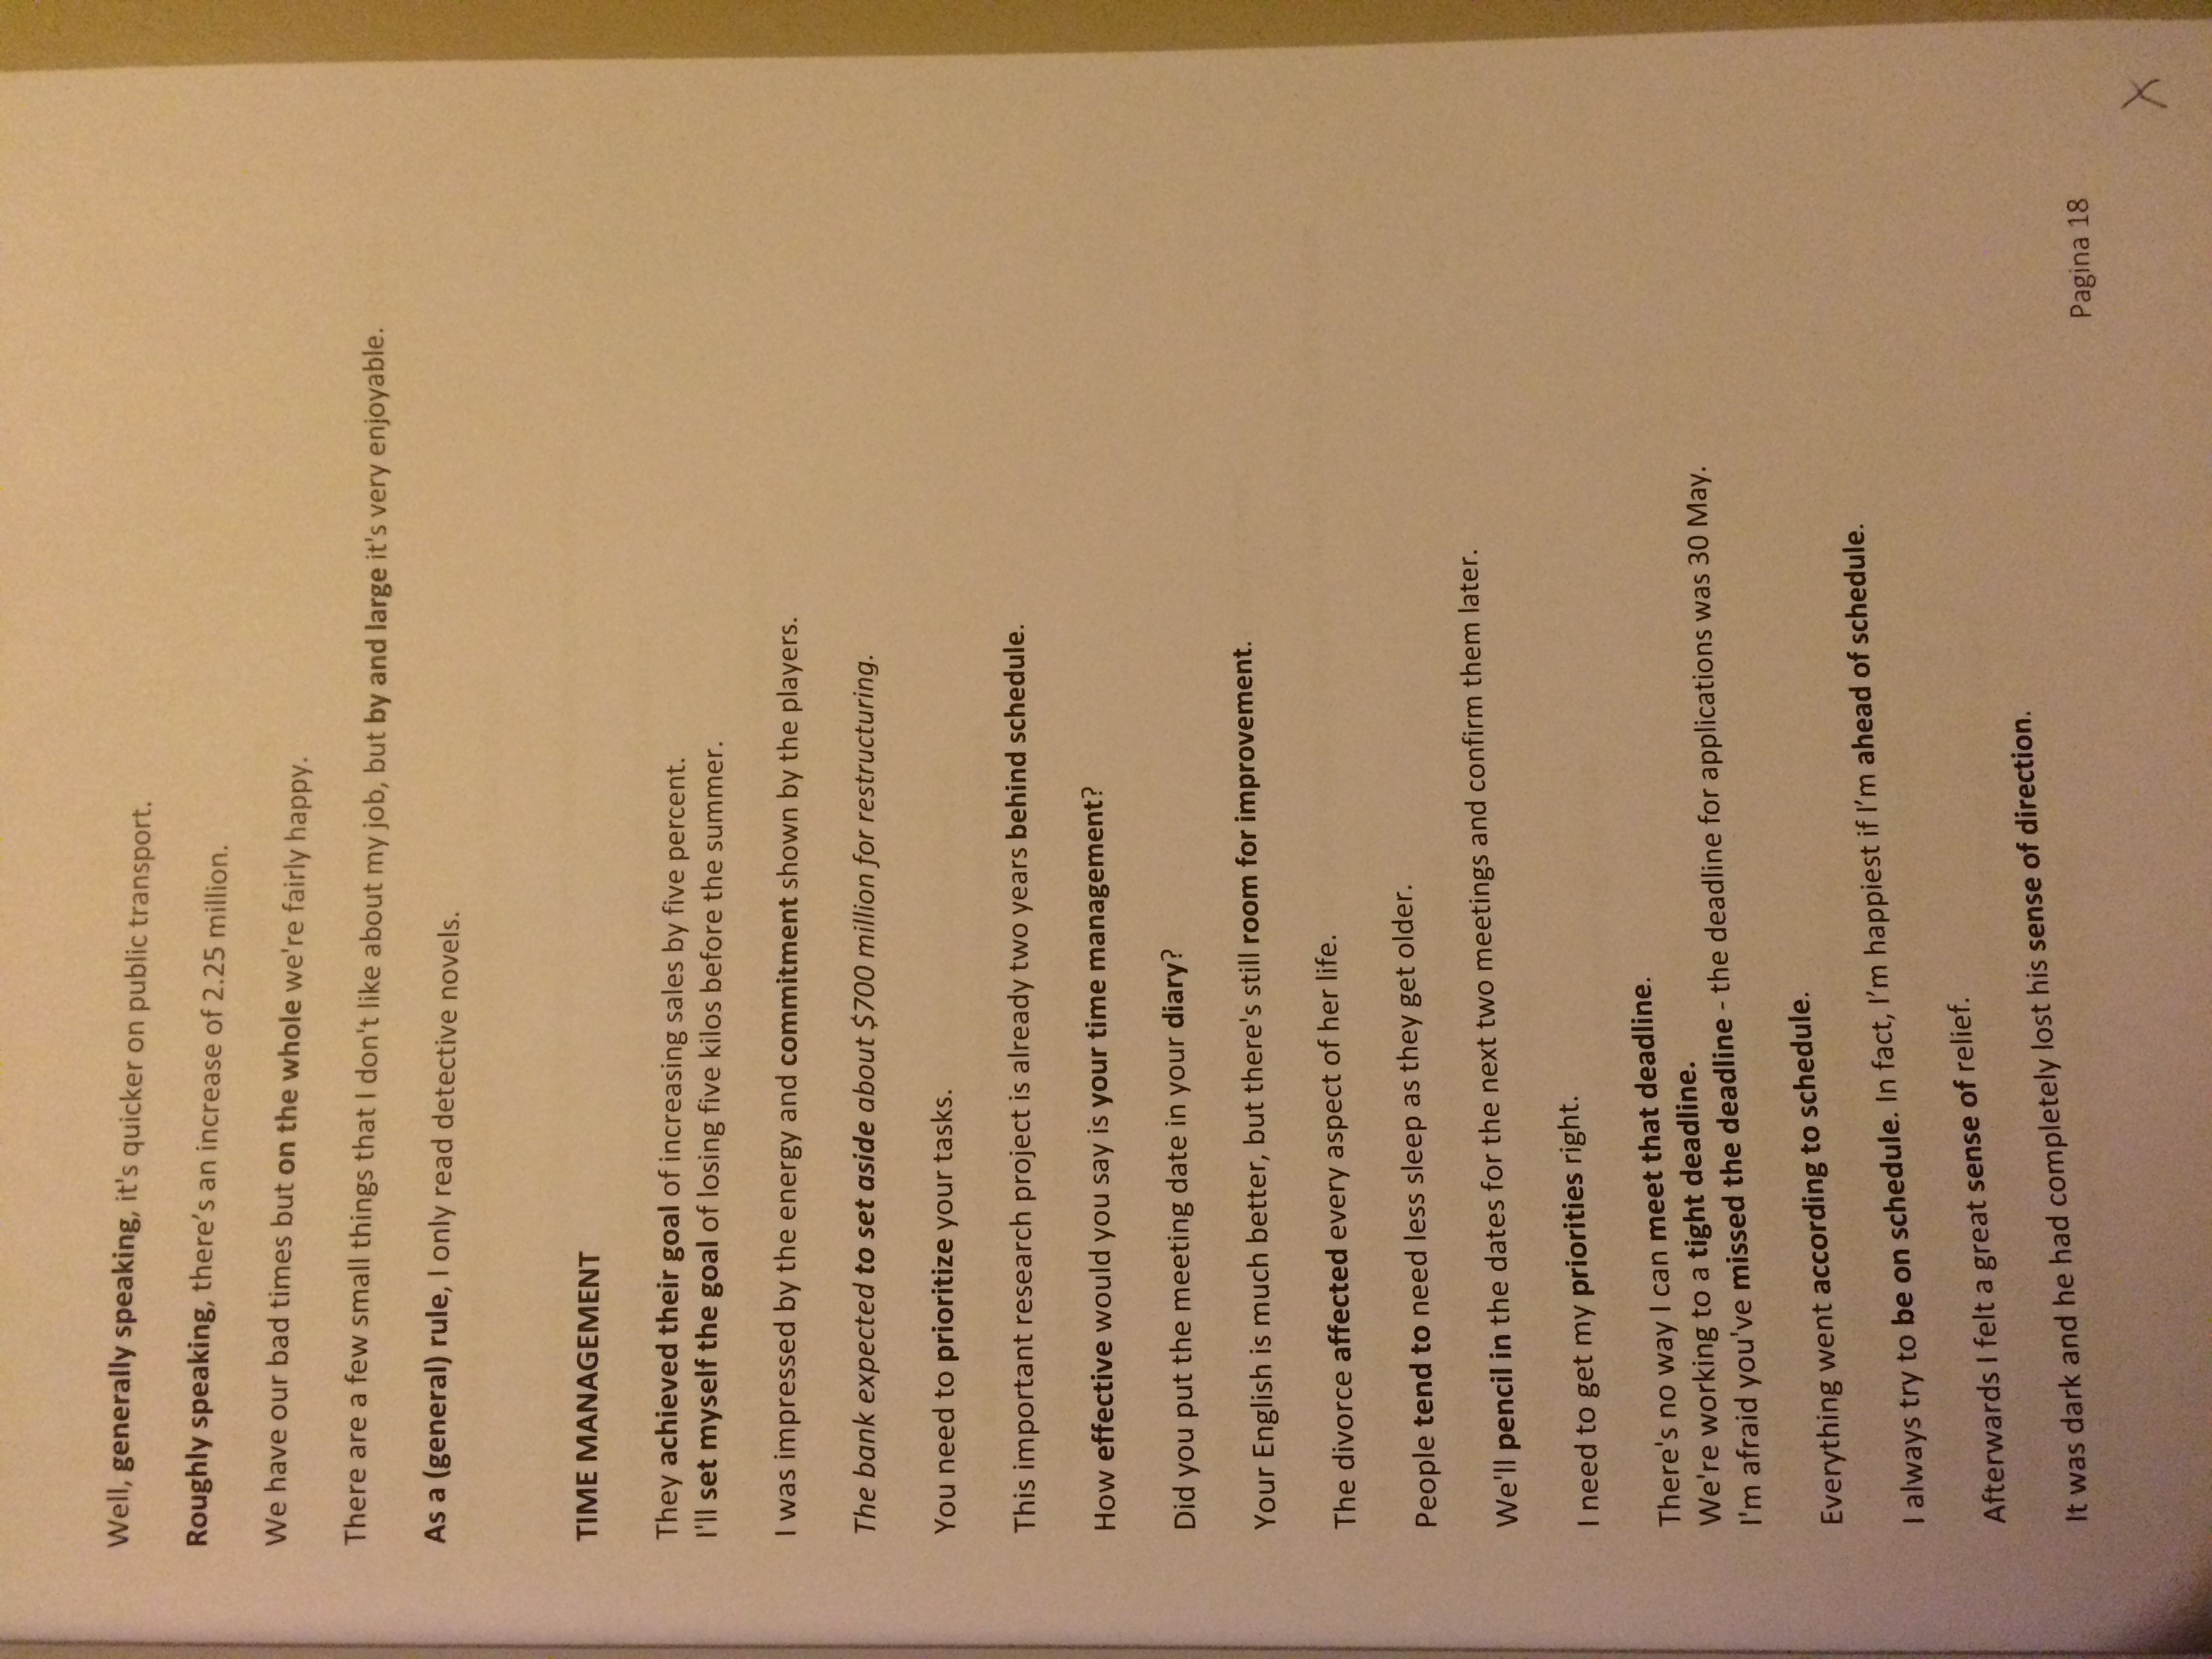 Well, generally speaking, it's quicker on public transport.
Roughly speaking, there's an increase of 2.25 million.
We have our bad times but on the whole we're fairly happy.
There are a few small things that I don't like about my job, but by and large it's very enjoyable.
As a (general) rule, I only read detective novels.
TIME MANAGEMENT
They achieved their goal of increasing sales by five percent.
I'll set myself the goal of losing five kilos before the summer.
I was impressed by the energy and commitment shown by the players.
The bank expected to set aside about $700 million for restructuring.
You need to prioritize your tasks.
This important research project is already two years behind schedule.
How effective would you say is your time management?
Did you put the meeting date in your diary?
Your English is much better, but there's still room for improvement.
The divorce affected every aspect of her life.
People tend to need less sleep as they get older.
We'll pencil in the dates for the next two meetings and confirm them later.
I need to get my priorities right.
There's no way I can meet that deadline.
We're working to a tight deadline.
I'm afraid you've missed the deadline - the deadline for applications was 30 May.
Everything went according to schedule.
I always try to be on schedule. In fact, I'm happiest if I'm ahead of schedule.
Afterwards I felt a great sense of relief.
It was dark and he had completely lost his sense of direction.
Pagina 18
X